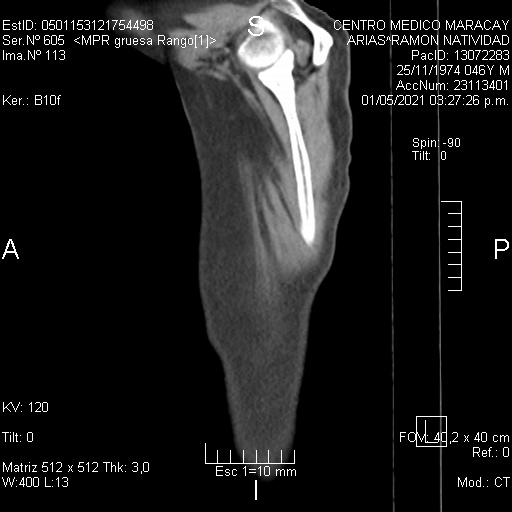 EstID: 0501153121754498
Ser.Nº 605 <MPR gruesa Rango[1]>
Ima.Nº 113
Ker.: B10f
S
CENTRO MEDICO MARACAY
ARIAS^RAMON NATIVIDAD
PacID: 13072283
25/11/1974 046Y M
AccNum: 23113401
01/05/2021 03:27:26 p.m.
Spin: -90
Tilt: 0
A
P
KV: 120
Tilt: 0
Matriz 512 x 512 Thk: 3,0
W:400 L:13
Esc 1=10 mm
I
FOV: 40,2 x 40 cm
Ref.: 0
Mod.: CT